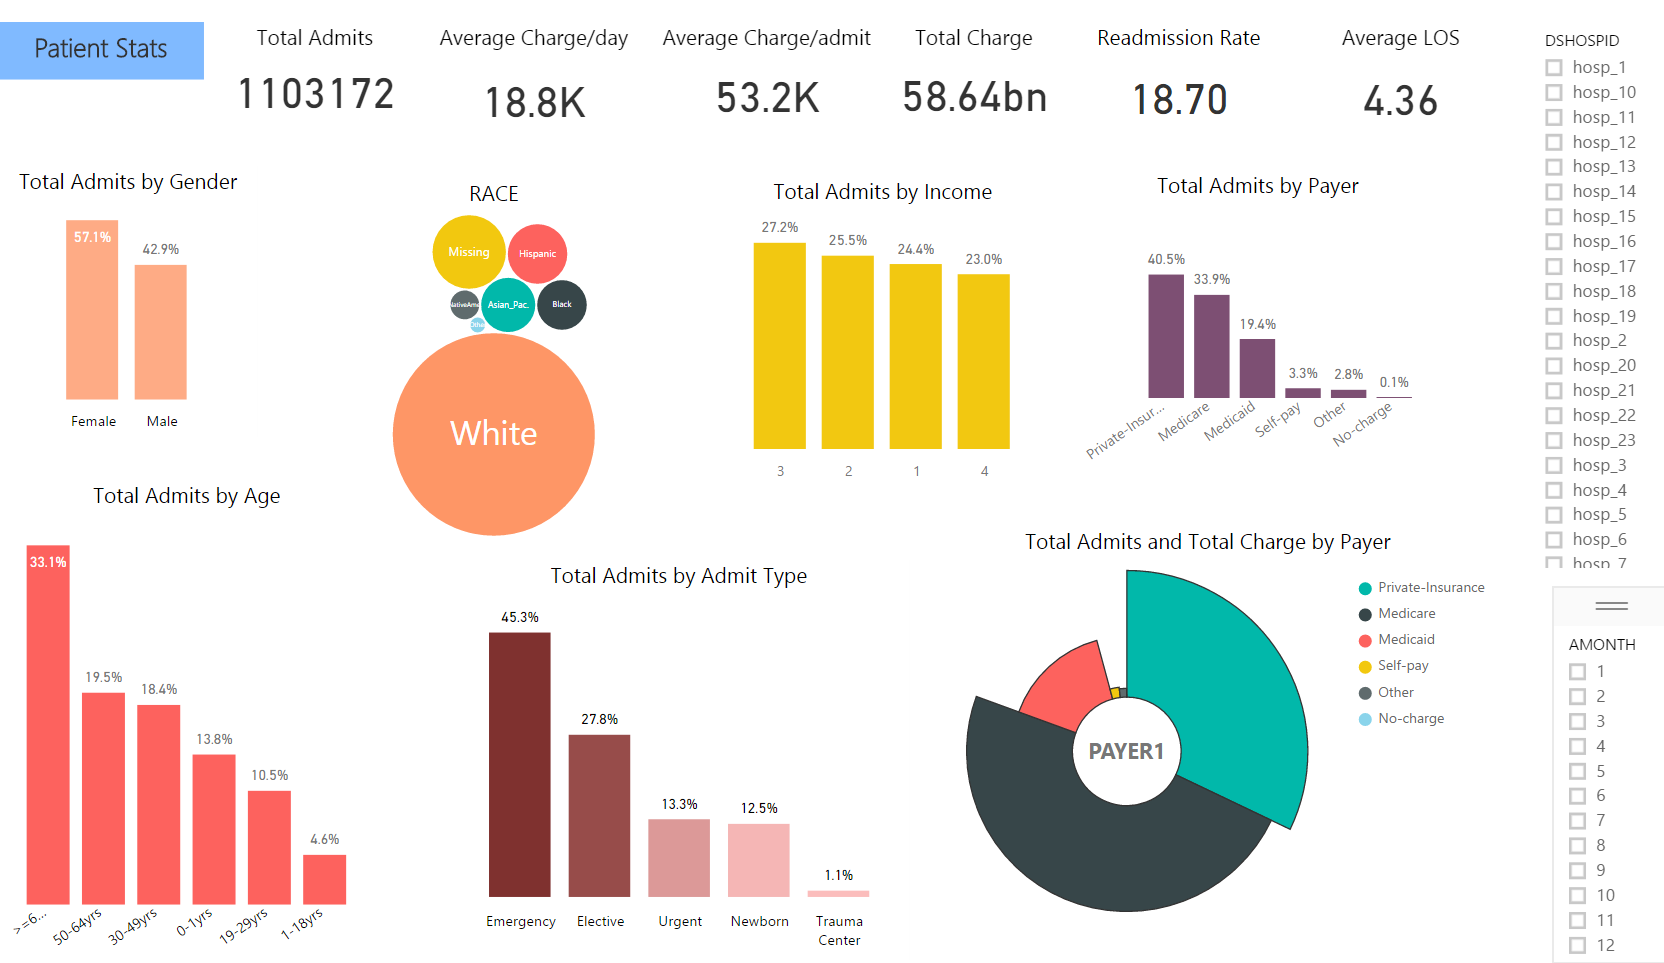 Patient Stats
Total Admits
1103172
Average Charge/day
18.8K
Average Charge/admit
53.2K
Total Charge
58.64bn
Readmission Rate
18.70
Average LOS
4.36
DSHOSPID
hosp_1
hosp_10
hosp_11
hosp_12
hosp_13
hosp_14
hosp_15
hosp_16
hosp_17
hosp_18
hosp_19
hosp_2
hosp_20
hosp_21
hosp_22
hosp_23
hosp_3
hosp_4
hosp_5
hosp_6
hosp_7
Total Admits by Gender
57.1%
42.9%
Female
Male
RACE
Missing
Hispanic
NativeAme
Asian_Pac.
Black
Other
White
Total Admits by Income
27.2%
25.5%
24.4%
23.0%
3
2
1
4
Total Admits by Payer
40.5%
33.9%
19.4%
3.3%
2.8%
0.1%
Private-Insur...
Medicare
Medicaid
Self-pay
Other
No-charge
Total Admits by Age
33.1%
19.5%
18.4%
13.8%
10.5%
4.6%
>=6...
50-64yrs
30-49yrs
0-1yrs
19-29yrs
1-18yrs
Total Admits by Admit Type
45.3%
27.8%
13.3%
12.5%
1.1%
Emergency
Elective
Urgent
Newborn
Trauma
Center
Total Admits and Total Charge by Payer
PAYER1
Private-Insurance
Medicare
Medicaid
Self-pay
Other
No-charge
AMONTH
1
2
3
4
5
6
7
8
9
10
11
12